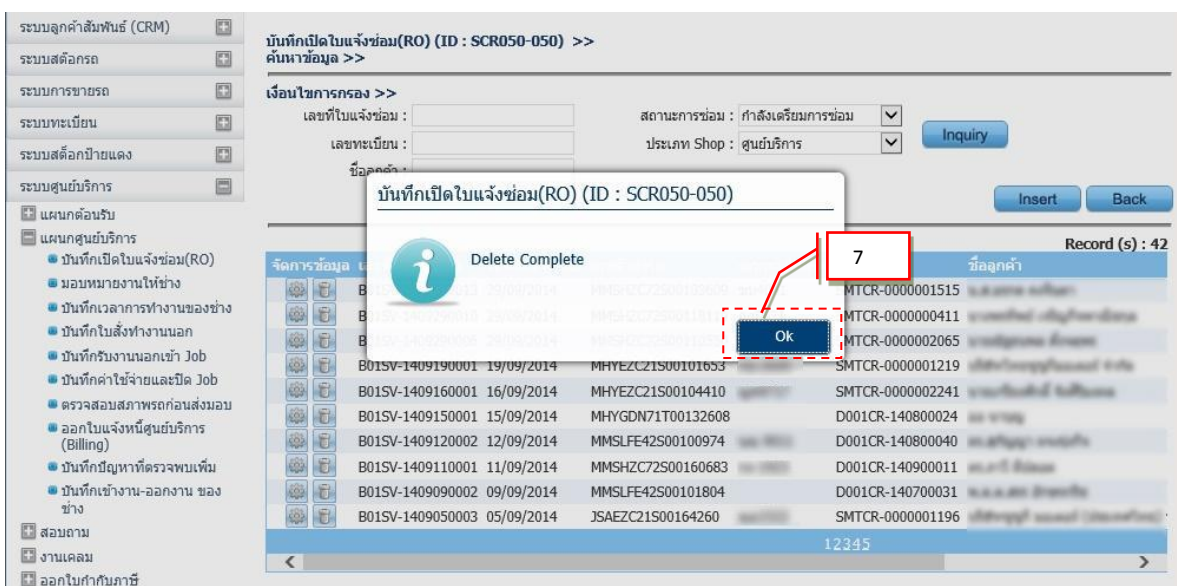 ระบบลูกค้าสัมพันธ์ (CRM)
ระบบสต๊อกรถ
ระบบการขายรถ
ระบบทะเบียน
ระบบสต็อกป้ายแดง
ระบบศูนย์บริการ
แผนกต้อนรับ
แผนกศูนย์บริการ
บันทึกเปิดใบแจ้งซ่อม(RO)
มอบหมายงานให้ช่าง
บันทึกเวลาการทำงานของช่าง
บันทึกใบสั่งทำงานนอก
บันทึกรับงานนอกเข้า Job
บันทึกค่าใช้จ่ายและปิด Job
ตรวจสอบสภาพรถก่อนส่งมอบ
ออกใบแจ้งหนี้ศูนย์บริการ
(Billing)
บันทึกปัญหาที่ตรวจพบเพิ่ม
บันทึกเข้างาน-ออกงาน ของ
ช่าง
สอบถาม
งานเคลม
ออกใบกำกับภาษี
บันทึกเปิดใบแจ้งซ่อม(RO) (ID : SCR050-050) >>
ค้นหาข้อมูล >>
เงื่อนไขการกรอง >>
เลขที่ใบแจ้งซ่อม : สถานะการซ่อม : กำลังเตรียมการซ่อม
เลขทะเบียน : ประเภท Shop : ศูนย์บริการ
Inquiry
ชื่อลูกค้า :
Insert Back
บันทึกเปิดใบแจ้งซ่อม(RO) (ID : SCR050-050)
Delete Complete
7
Ok
Record (s) : 42
จัดการข้อมูล ชื่อลูกค้า
SMTCR-0000001515
SMTCR-0000000411
SMTCR-0000002065
B01SV-1409190001 19/09/2014 MHYEZC21S00101653 SMTCR-0000001219
B01SV-1409160001 16/09/2014 MHYEZC21S00104410 SMTCR-0000002241
B01SV-1409150001 15/09/2014 MHYGDN71T00132608 D001CR-140800024
B01SV-1409120002 12/09/2014 MMSLFE42S00100974 D001CR-140800040
B01SV-1409110001 11/09/2014 MMSHZC72S00160683 D001CR-140900011
B01SV-1409090002 09/09/2014 MMSLFE42S00101804 D001CR-140700031
B01SV-1409050003 05/09/2014 JSAEZC21S00164260 SMTCR-0000001196
12345